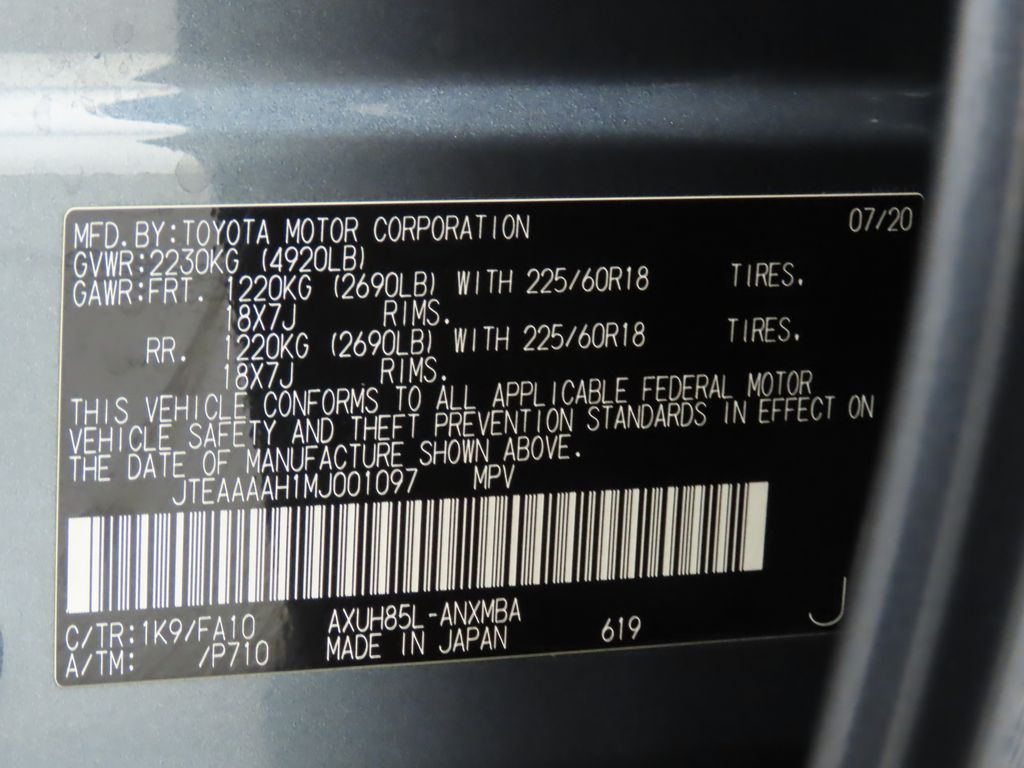 MFD. BY: TOYOTA MOTOR CORPORATION 07/20
GVWR: 2230KG (4920LB)
GAWR: FRT. 1220KG (2690LB) WITH 225/60R18 TIRES.
18X7J RIMS.
RR. 1220KG (2690LB) WITH 225/60R18 TIRES.
18X7J RIMS.
THIS VEHICLE CONFORMS TO ALL APPLICABLE FEDERAL MOTOR
VEHICLE SAFETY AND THEFT PREVENTION STANDARDS IN EFFECT ON
THE DATE OF MANUFACTURE SHOWN ABOVE.
JTEAAAAH1MJ001097 MPV
C/TR: 1K9/FA10 AXUH85L-ANXMBA 619 J
A/TM: /P710 MADE IN JAPAN